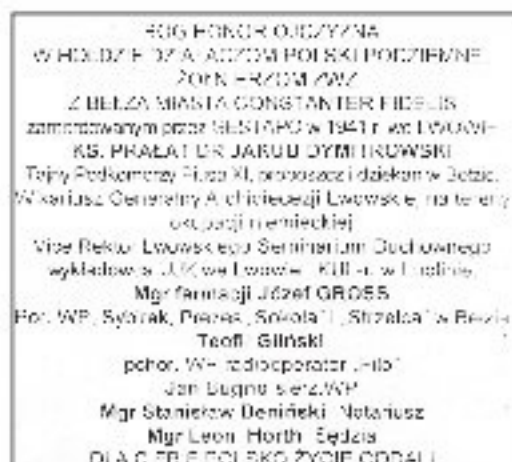 BÓG HONOR OJCZYZNA
W HOŁDZIE DZIAŁACZOM POLSKI PODZIEMNEJ
ŻOŁNIERZOM ZWZ
Z BEŁZA MIASTA CONSTANTER FIDELIS
zamordowanym przez GESTAPO w 1941 r. we LWOWIE
KS. PRAŁAT DR JAKUB DYMITROWSKI
Tajny Podkomorzy Piusa XI, proboszcz i dziekan w Bełzie,
Wikariusz Generalny Archidiecezji Lwowskiej na tereny
okupacji niemieckiej
Vice Rektor Lwowskiego Seminarium Duchownego
wykładowca UJK we Lwowie i KUL-u w Lublinie,
Mgr farmacji Józef GROSS
Por. WP, Sybirak, Prezes "Sokoła" i "Strzelca" w Bełzie
Teofil Gliński
pchor. WP radiooperator
Jan Bugno sierż. WP
Mgr Stanisław Deniński Notariusz
Mgr Leon Horth Sędzia
DLA CIEBIE POLSKO ŻYCIE ODDALI